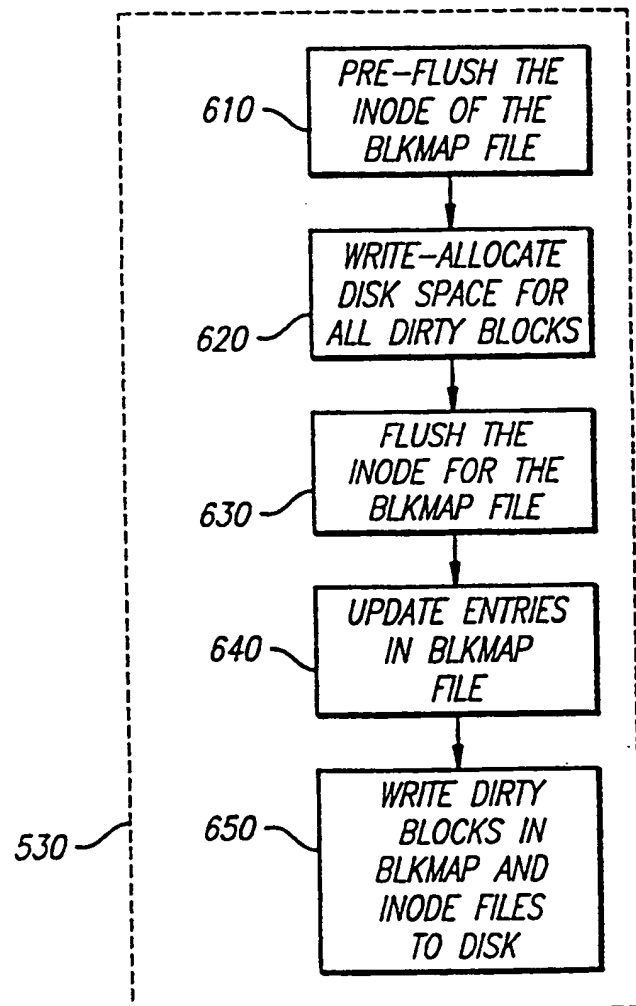 PRE-FLUSH THE
INODE OF THE
BLKMAP FILE
610
WRITE-ALLOCATE
DISK SPACE FOR
ALL DIRTY BLOCKS
620
FLUSH THE
INODE FOR THE
BLKMAP FILE
630
UPDATE ENTRIES
IN BLKMAP
FILE
640
WRITE DIRTY
BLOCKS IN
BLKMAP AND
INODE FILES
TO DISK
650
530